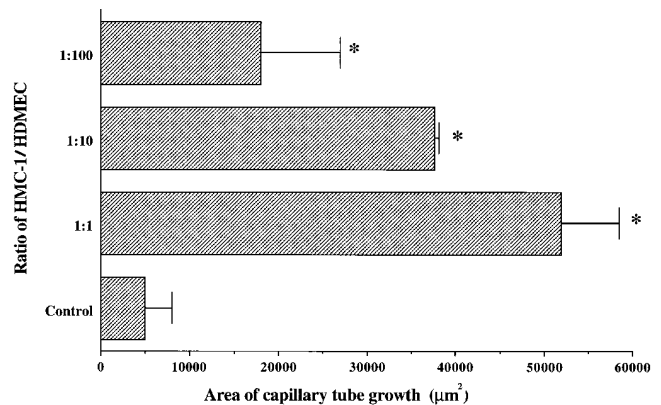 Ratio of HMC-1/ HDMEC
1:100
*
1:10
*
1:1
*
Control
0 10000 20000 30000 40000 50000 60000
Area of capillary tube growth (μm²)